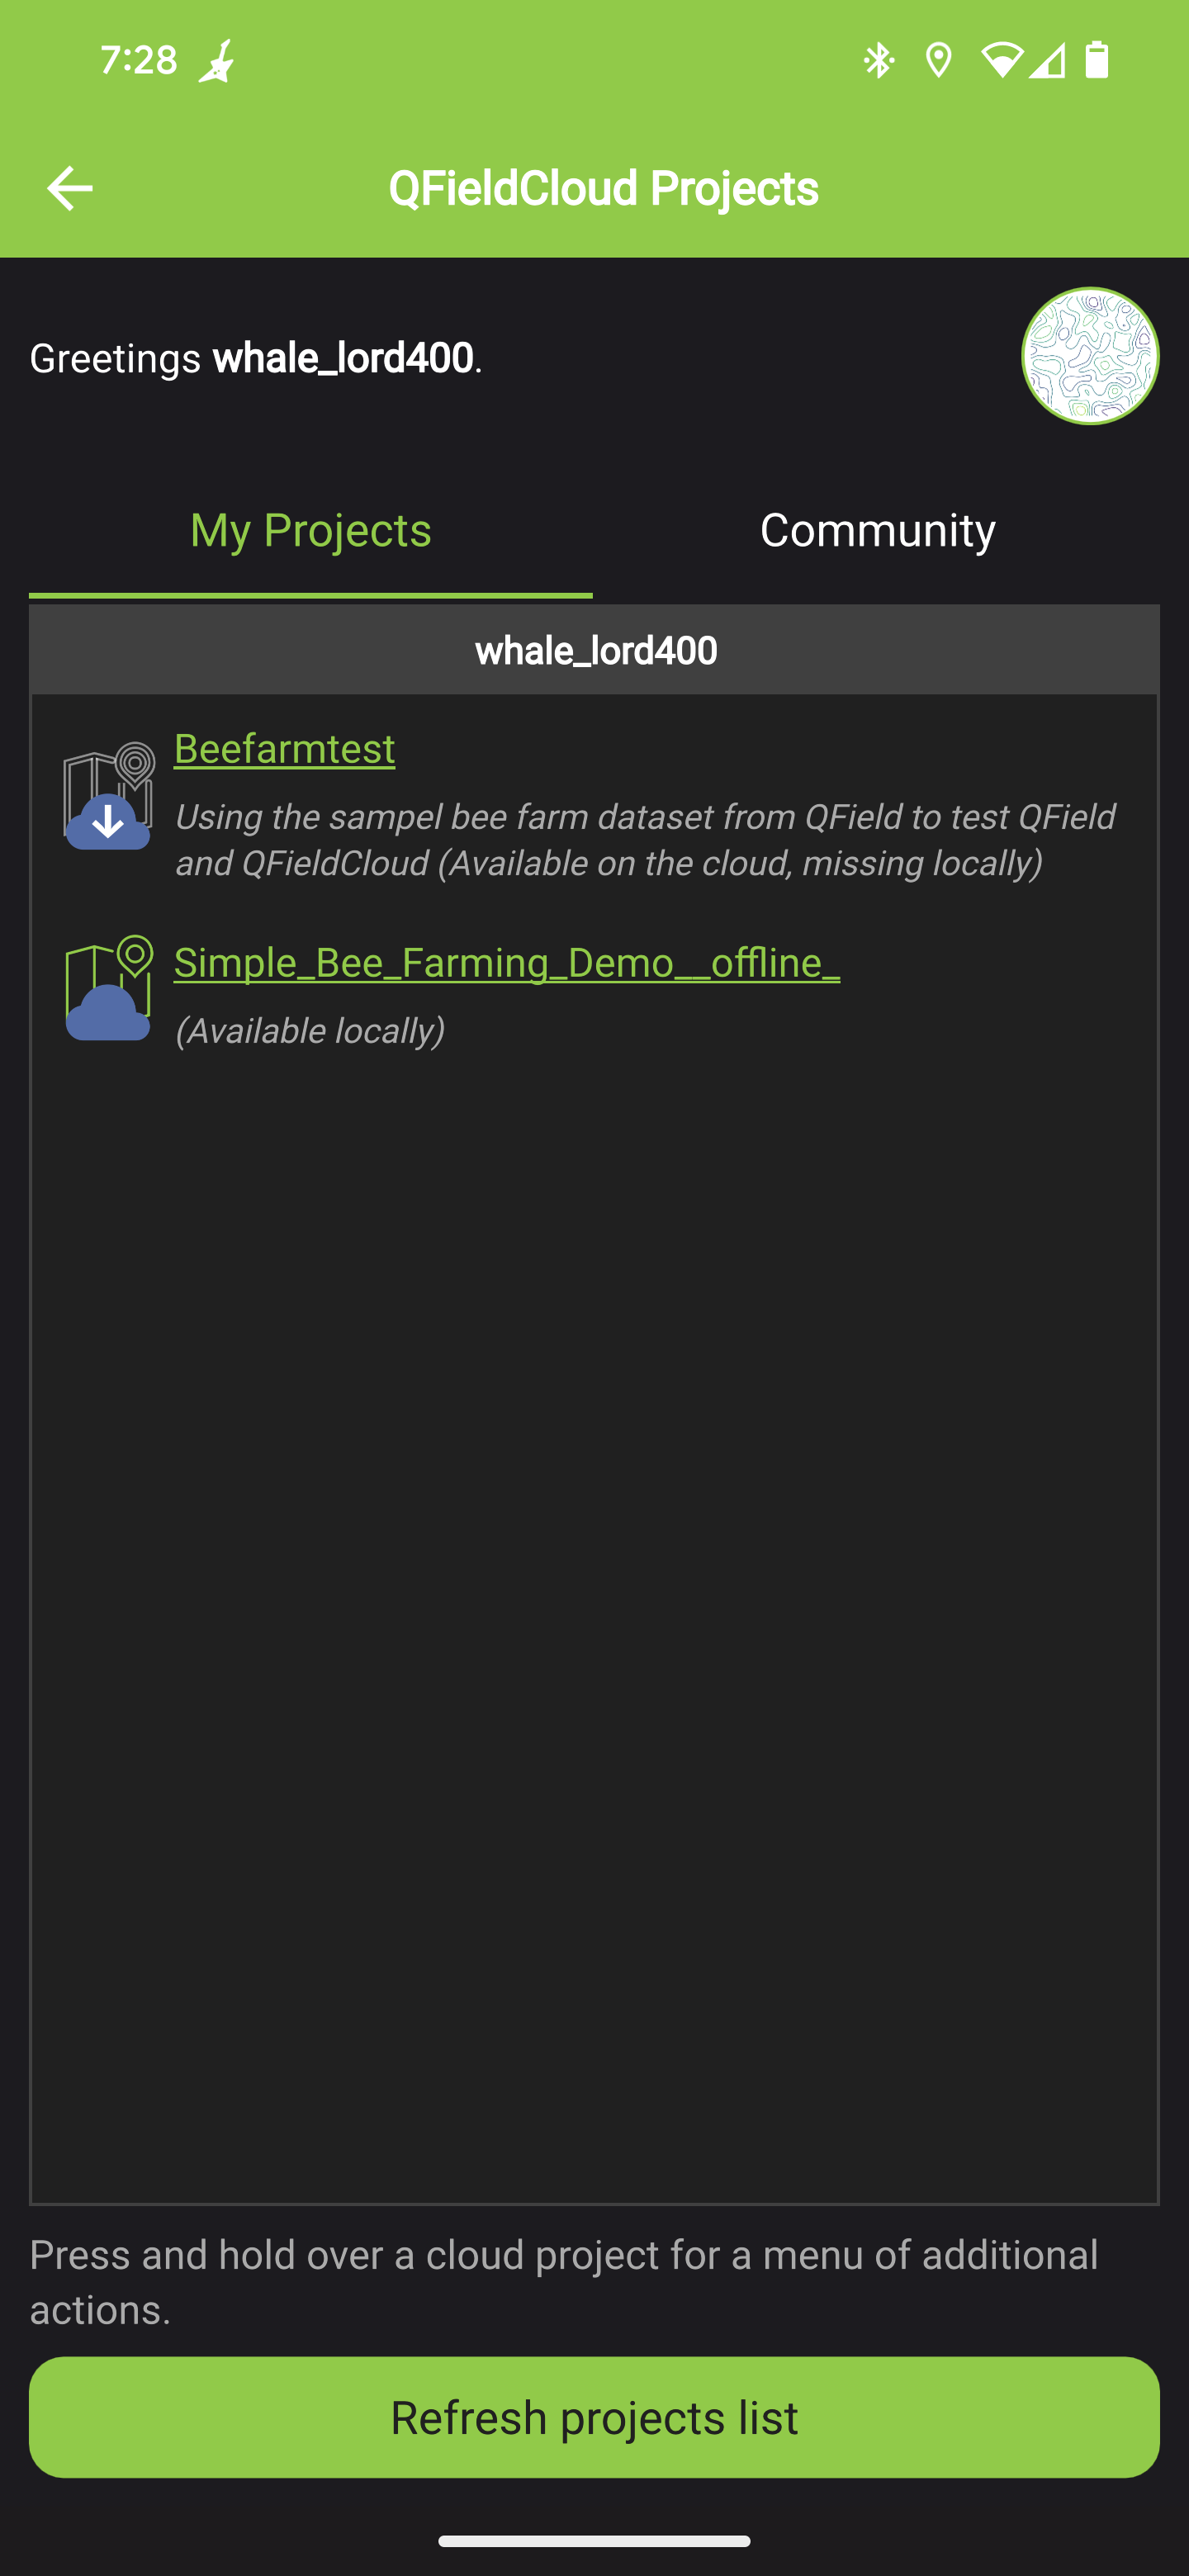 7:28
QFieldCloud Projects
Greetings whale_lord400.
My Projects
Community
whale_lord400
Beefarmtest
Using the sampel bee farm dataset from QField to test QField
and QFieldCloud (Available on the cloud, missing locally)
Simple_Bee_Farming_Demo__offline_
(Available locally)
Press and hold over a cloud project for a menu of additional
actions.
Refresh projects list